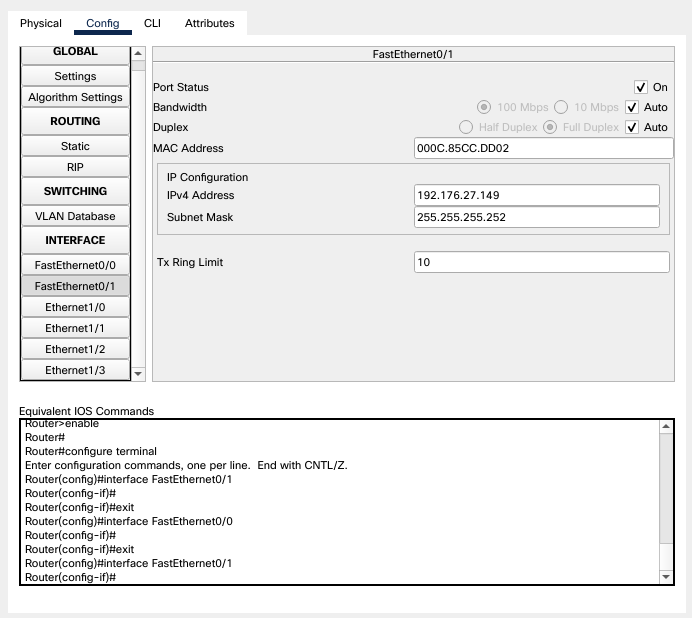 Physical Config CLI Attributes
GLOBAL
Settings
Algorithm Settings
ROUTING
Static
RIP
SWITCHING
VLAN Database
INTERFACE
FastEthernet0/0
FastEthernet0/1
Ethernet1/0
Ethernet1/1
Ethernet1/2
Ethernet1/3
FastEthernet0/1
Port Status On
Bandwidth 100 Mbps 10 Mbps Auto
Duplex Half Duplex Full Duplex Auto
MAC Address 000C.85CC.DD02
IP Configuration
IPv4 Address 192.176.27.149
Subnet Mask 255.255.255.252
Tx Ring Limit 10
Equivalent IOS Commands
Router>enable
Router#
Router#configure terminal
Enter configuration commands, one per line. End with CNTL/Z.
Router(config)#interface FastEthernet0/1
Router(config-if)#
Router(config-if)#exit
Router(config)#interface FastEthernet0/0
Router(config-if)#
Router(config-if)#exit
Router(config)#interface FastEthernet0/1
Router(config-if)#